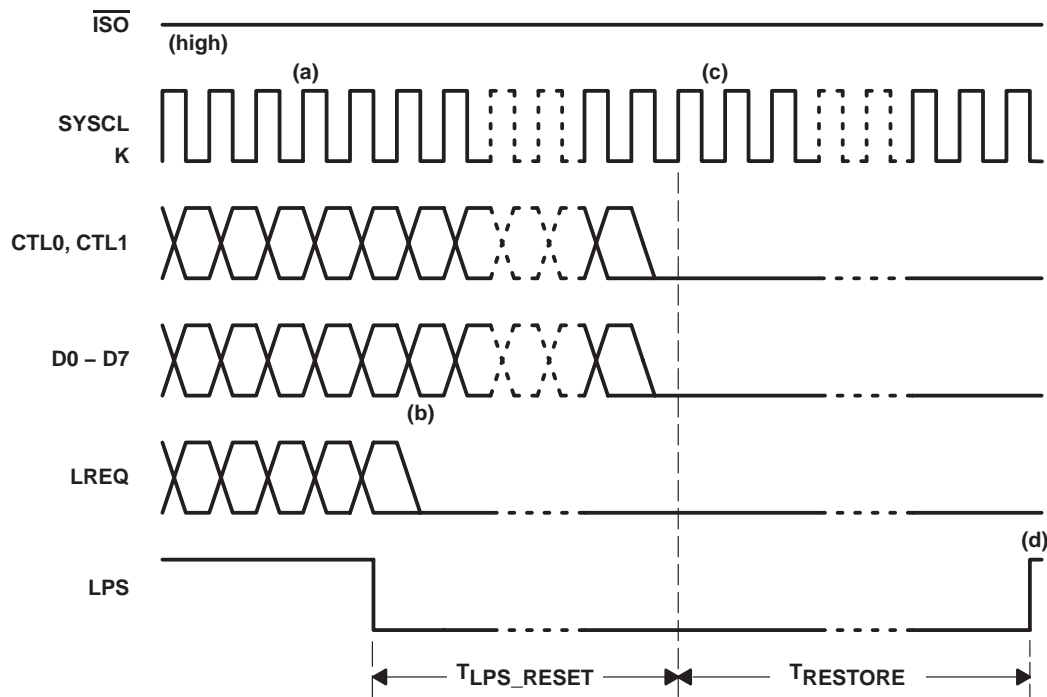 ISO
(high)
(a)
(c)
SYSCL
K
CTL0, CTL1
D0 – D7
(b)
LREQ
(d)
LPS
TLPS_RESET
TRESTORE